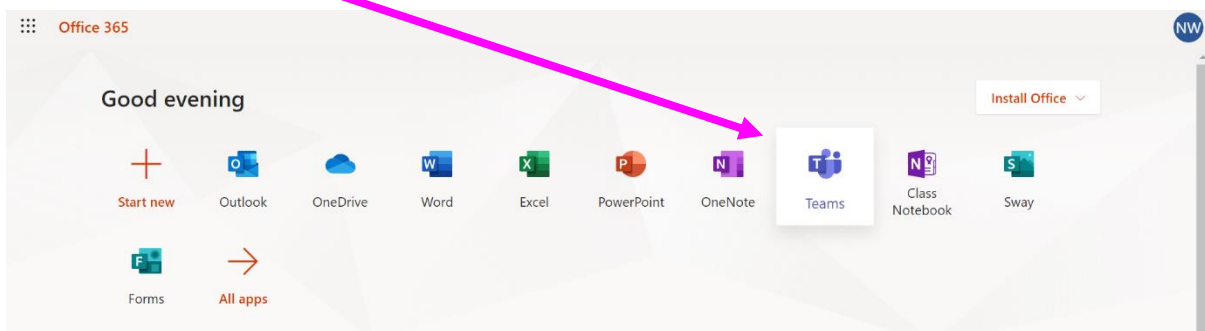 Office 365
NW
Good evening
Install Office
Start new
Outlook
OneDrive
Word
Excel
PowerPoint
OneNote
Teams
Class
Notebook
Sway
Forms
All apps